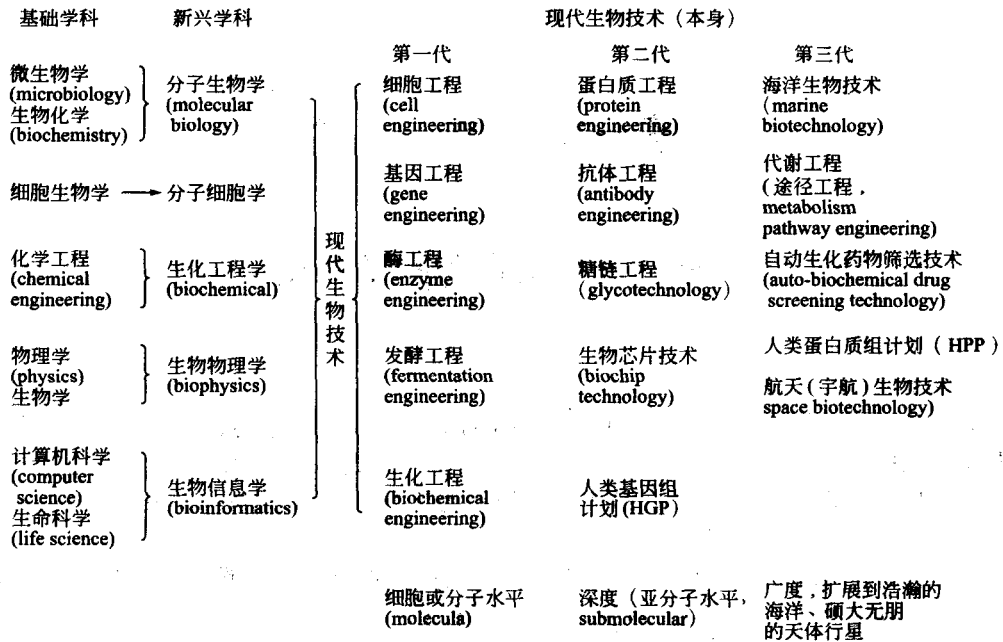 基础学科
新兴学科
现代生物技术（本身）
第一代
第二代
第三代
微生物学
(microbiology)
生物化学
(biochemistry)
分子生物学
(molecular
biology)
细胞生物学
分子细胞学
化学工程
(chemical
engineering)
生化工程学
(biochemical)
物理学
(physics)
生物学
生物物理学
(biophysics)
计算机科学
(computer
science)
生命科学
(life science)
生物信息学
(bioinformatics)
现代生物技术
细胞工程
(cell
engineering)
基因工程
(gene
engineering)
酶工程
(enzyme
engineering)
发酵工程
(fermentation
engineering)
生化工程
(biochemical
engineering)
细胞或分子水平
(molecula)
蛋白质工程
(protein
engineering)
抗体工程
(antibody
engineering)
糖链工程
(glycotechnology)
生物芯片技术
(biochip
technology)
人类基因组
计划(HGP)
深度（亚分子水平，
submolecular)
海洋生物技术
(marine
biotechnology)
代谢工程
(途径工程，
metabolism
pathway engineering)
自动生化药物筛选技术
(auto-biochemical drug
screening technology)
人类蛋白质组计划（HPP）
航天(宇航)生物技术
space biotechnology)
广度，扩展到浩瀚的
海洋、硕大无朋
的天体行星